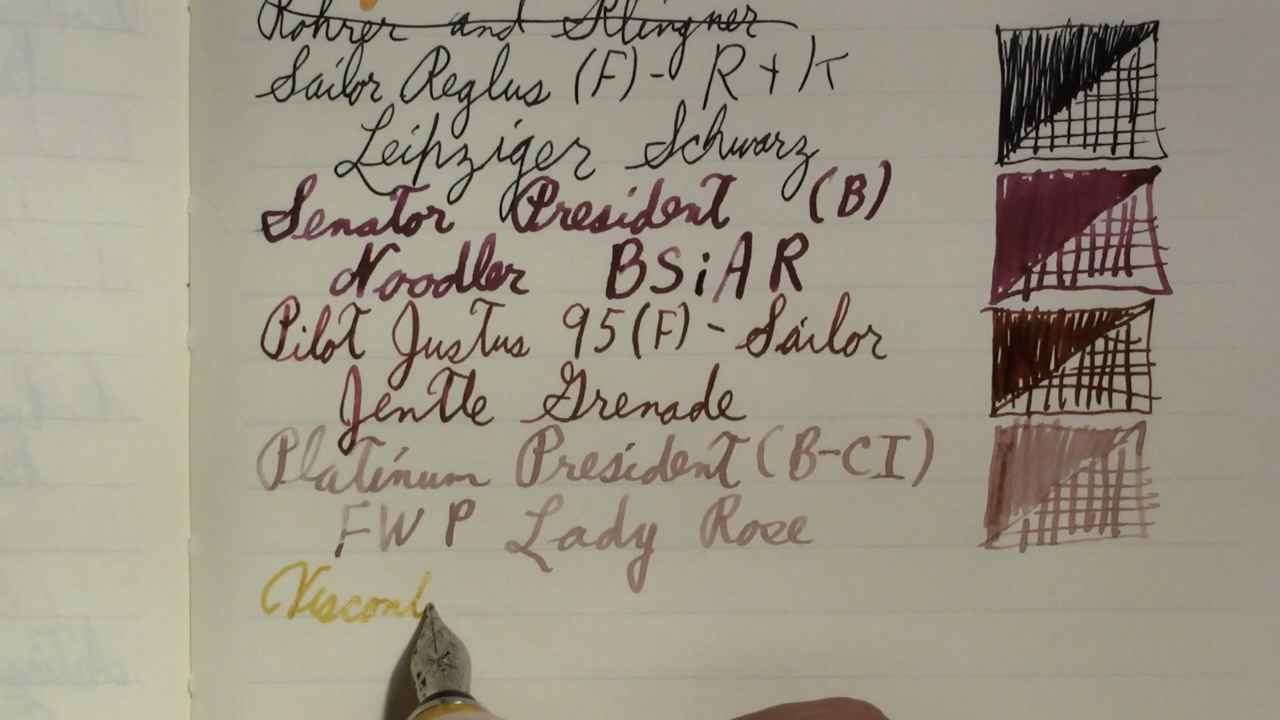 Rohrer and Klingner
Sailor Reglus (F) - R + K
Leipziger Schwarz
Senator President (B)
Noodler BSiAR
Pilot Justus 95 (F) - Sailor
Jentle Grenade
Platinum President (B-CI)
FWP Lady Rose
Viscont